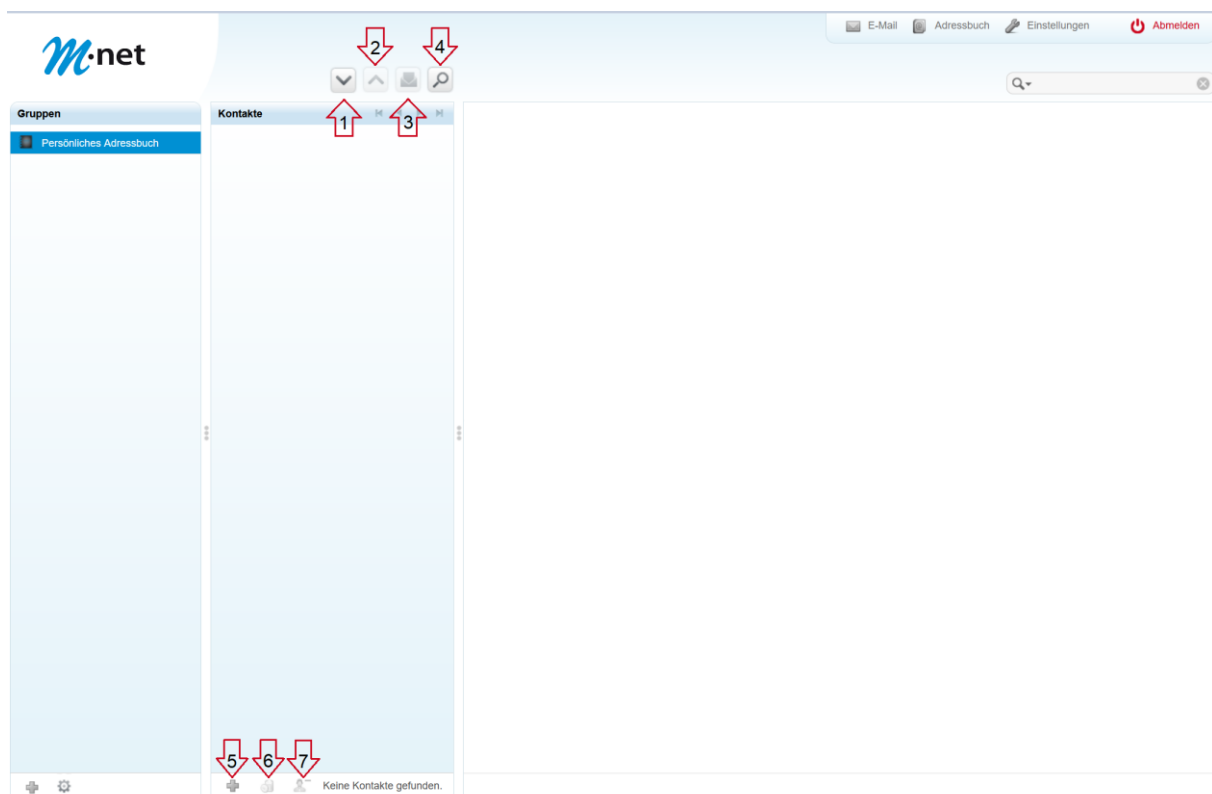 M·net
E-Mail Adressbuch Einstellungen Abmelden
2 4
Gruppen Kontakte
1 3
Persönliches Adressbuch
5 6 7
Keine Kontakte gefunden.